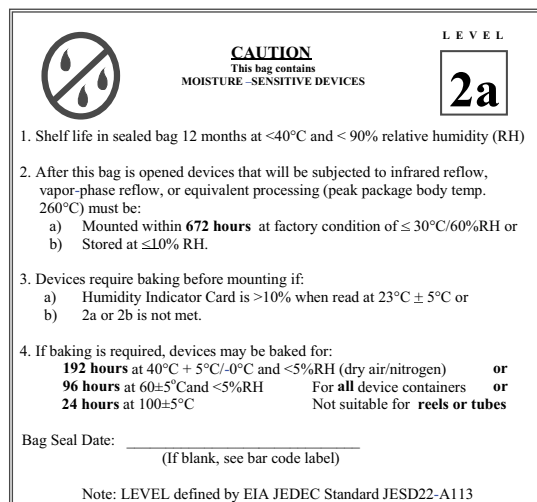 LEVEL
CAUTION
This bag contains
MOISTURE –SENSITIVE DEVICES
2a
1. Shelf life in sealed bag 12 months at <40°C and < 90% relative humidity (RH)
2. After this bag is opened devices that will be subjected to infrared reflow,
vapor-phase reflow, or equivalent processing (peak package body temp.
260°C) must be:
a) Mounted within 672 hours at factory condition of ≤ 30°C/60%RH or
b) Stored at ≤10% RH.
3. Devices require baking before mounting if:
a) Humidity Indicator Card is >10% when read at 23°C ± 5°C or
b) 2a or 2b is not met.
4. If baking is required, devices may be baked for:
192 hours at 40°C + 5°C/-0°C and <5%RH (dry air/nitrogen) or
96 hours at 60±5°Cand <5%RH For all device containers or
24 hours at 100±5°C Not suitable for reels or tubes
Bag Seal Date: ______________________________
(If blank, see bar code label)
Note: LEVEL defined by EIA JEDEC Standard JESD22-A113